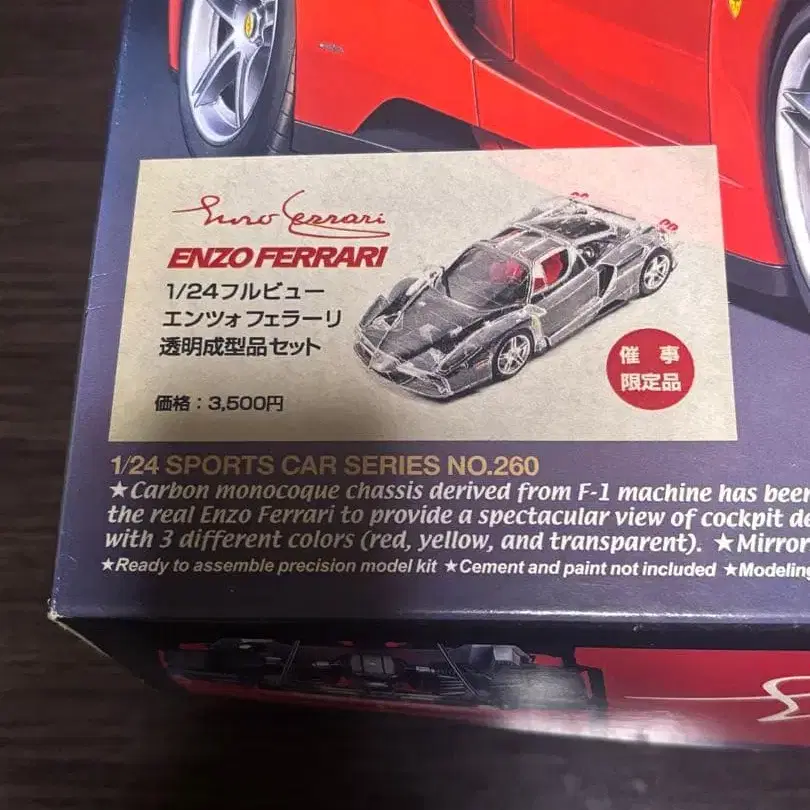 Enzo Ferrari
ENZO FERRARI
1/24フルビュー
エンツォ フェラーリ
透明成型品セット
価格：3,500円
催事
限定品
1/24 SPORTS CAR SERIES NO.260
★Carbon monocoque chassis derived from F-1 machine has been
the real Enzo Ferrari to provide a spectacular view of cockpit de
with 3 different colors (red, yellow, and transparent). ★Mirror
★Ready to assemble precision model kit ★Cement and paint not included ★Modeling